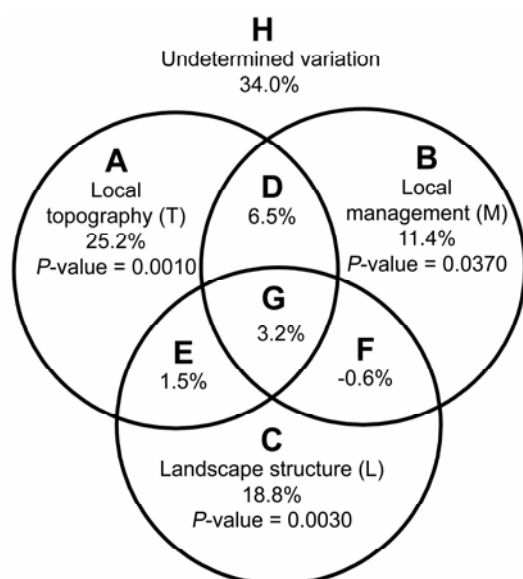 H
Undetermined variation
34.0%
A
Local
topography (T)
25.2%
P-value = 0.0010
D
6.5%
B
Local
management (M)
11.4%
P-value = 0.0370
G
3.2%
E
1.5%
F
-0.6%
C
Landscape structure (L)
18.8%
P-value = 0.0030